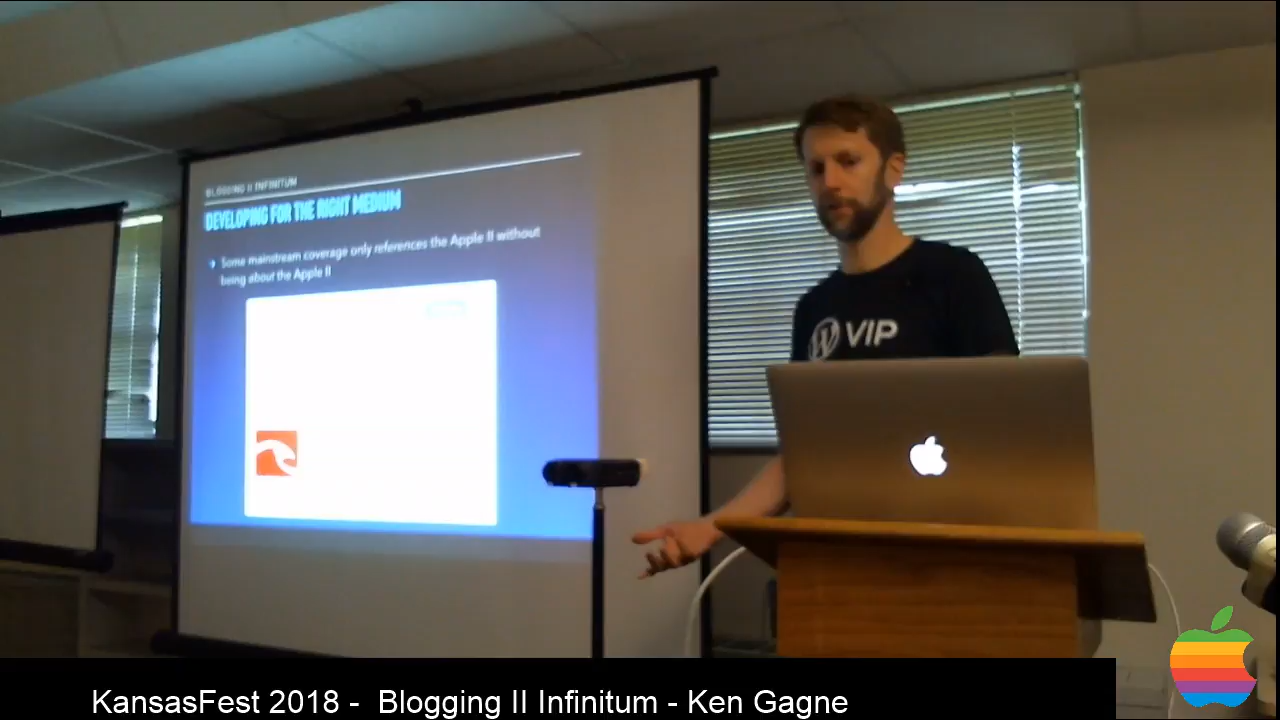 BLOGGING II INFINITUM
DEVELOPING FOR THE RIGHT MEDIUM
Some mainstream coverage only references the Apple II without
being about the Apple II
VIP
KansasFest 2018 - Blogging II Infinitum - Ken Gagne